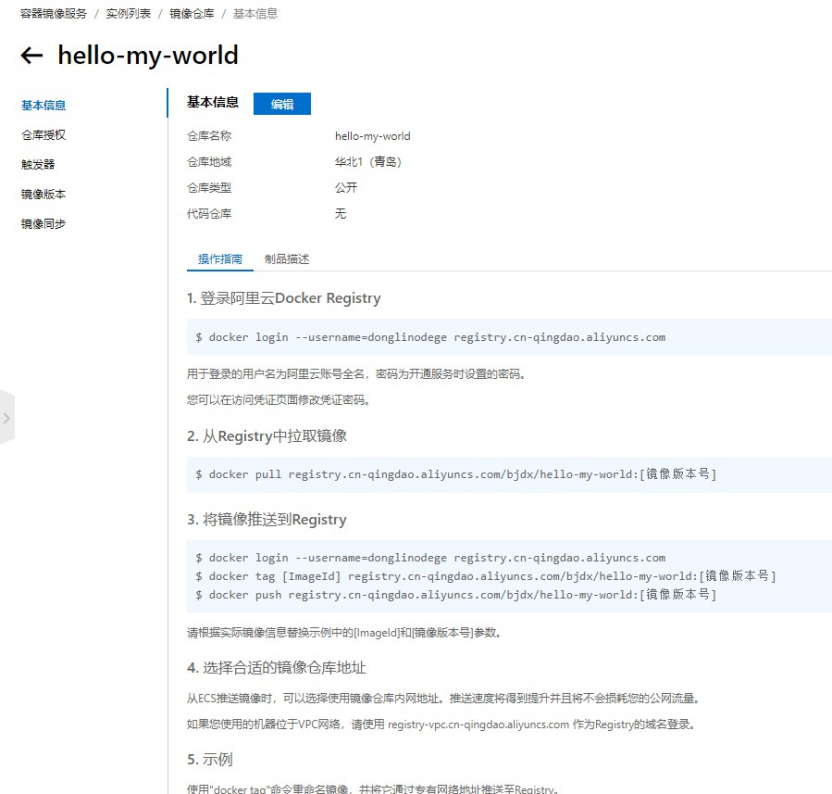 容器镜像服务 / 实例列表 / 镜像仓库 / 基本信息
← hello-my-world
基本信息
仓库授权
触发器
镜像版本
镜像同步
基本信息 编辑
仓库名称 hello-my-world
仓库地域 华北1（青岛）
仓库类型 公开
代码仓库 无
操作指南 制品描述
1. 登录阿里云Docker Registry
$ docker login --username=donglinodege registry.cn-qingdao.aliyuncs.com
用于登录的用户名为阿里云账号全名，密码为开通服务时设置的密码。
您可以在访问凭证页面修改凭证密码。
2. 从Registry中拉取镜像
$ docker pull registry.cn-qingdao.aliyuncs.com/bjdx/hello-my-world:[镜像版本号]
3. 将镜像推送到Registry
$ docker login --username=donglinodege registry.cn-qingdao.aliyuncs.com
$ docker tag [ImageId] registry.cn-qingdao.aliyuncs.com/bjdx/hello-my-world:[镜像版本号]
$ docker push registry.cn-qingdao.aliyuncs.com/bjdx/hello-my-world:[镜像版本号]
请根据实际镜像信息替换示例中的[ImageId]和[镜像版本号]参数。
4. 选择合适的镜像仓库地址
从ECS推送镜像时，可以选择使用镜像仓库内网地址。推送速度将得到提升并且将不会损耗您的公网流量。
如果您使用的机器位于VPC网络，请使用 registry-vpc.cn-qingdao.aliyuncs.com 作为Registry的域名登录。
5. 示例
使用"docker tag"命令重命名镜像，并将它通过专有网络地址推送至Registry。